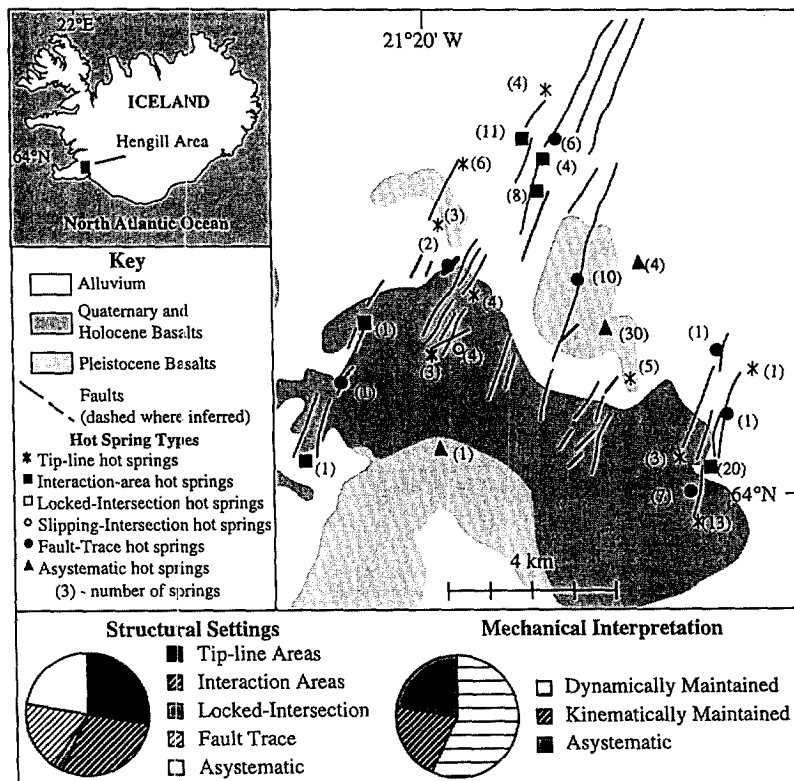 22°E
ICELAND
Hengill Area
64°N
North Atlantic Ocean
Key
Alluvium
Quaternary and
Holocene Basalts
Pleistocene Basalts
Faults
(dashed where inferred)
Hot Spring Types
Tip-line hot springs
Interaction-area hot springs
Locked-Intersection hot springs
Slipping-Intersection hot springs
Fault-Trace hot springs
Asystematic hot springs
(3) - number of springs
21°20' W
(4)
(11)
(6)
(4)
(6)
(8)
(3)
(2)
(10)
(4)
(4)
(1)
(30)
(1)
(4)
(3)
(5)
(1)
(1)
(1)
(1)
(1)
(3)
(20)
(7)
64°N
(13)
4 km
Structural Settings
Tip-line Areas
Interaction Areas
Locked-Intersection
Fault Trace
Asystematic
Mechanical Interpretation
Dynamically Maintained
Kinematically Maintained
Asystematic